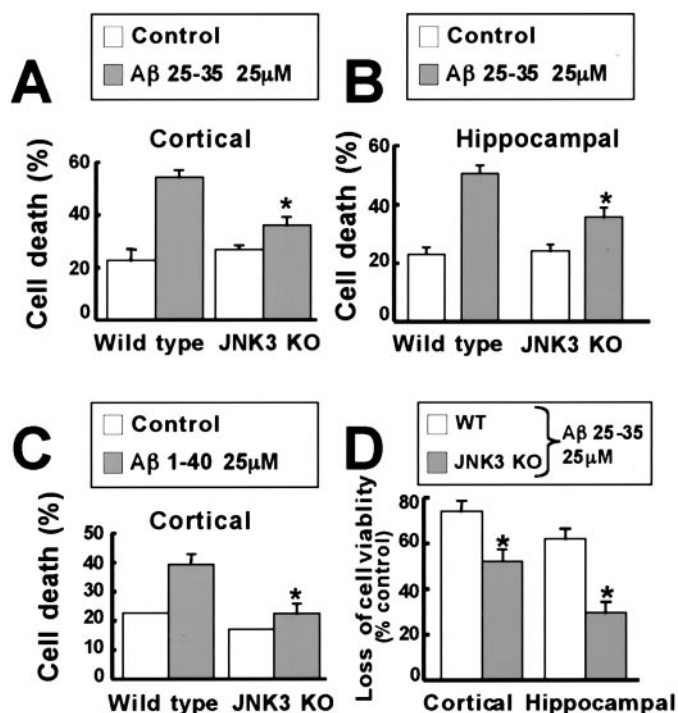 A
Control
Aβ 25-35 25μM
Cortical
Cell death (%)
60
40
20
0
Wild type JNK3 KO
B
Control
Aβ 25-35 25μM
Hippocampal
Cell death (%)
60
40
20
0
Wild type JNK3 KO
*
*
C
Control
Aβ 1-40 25μM
Cortical
Cell death (%)
50
40
30
20
10
0
Wild type JNK3 KO
*
D
WT
JNK3 KO
Aβ 25-35
25μM
Loss of cell viablity
(% control)
80
60
40
20
0
Cortical Hippocampal
*
*